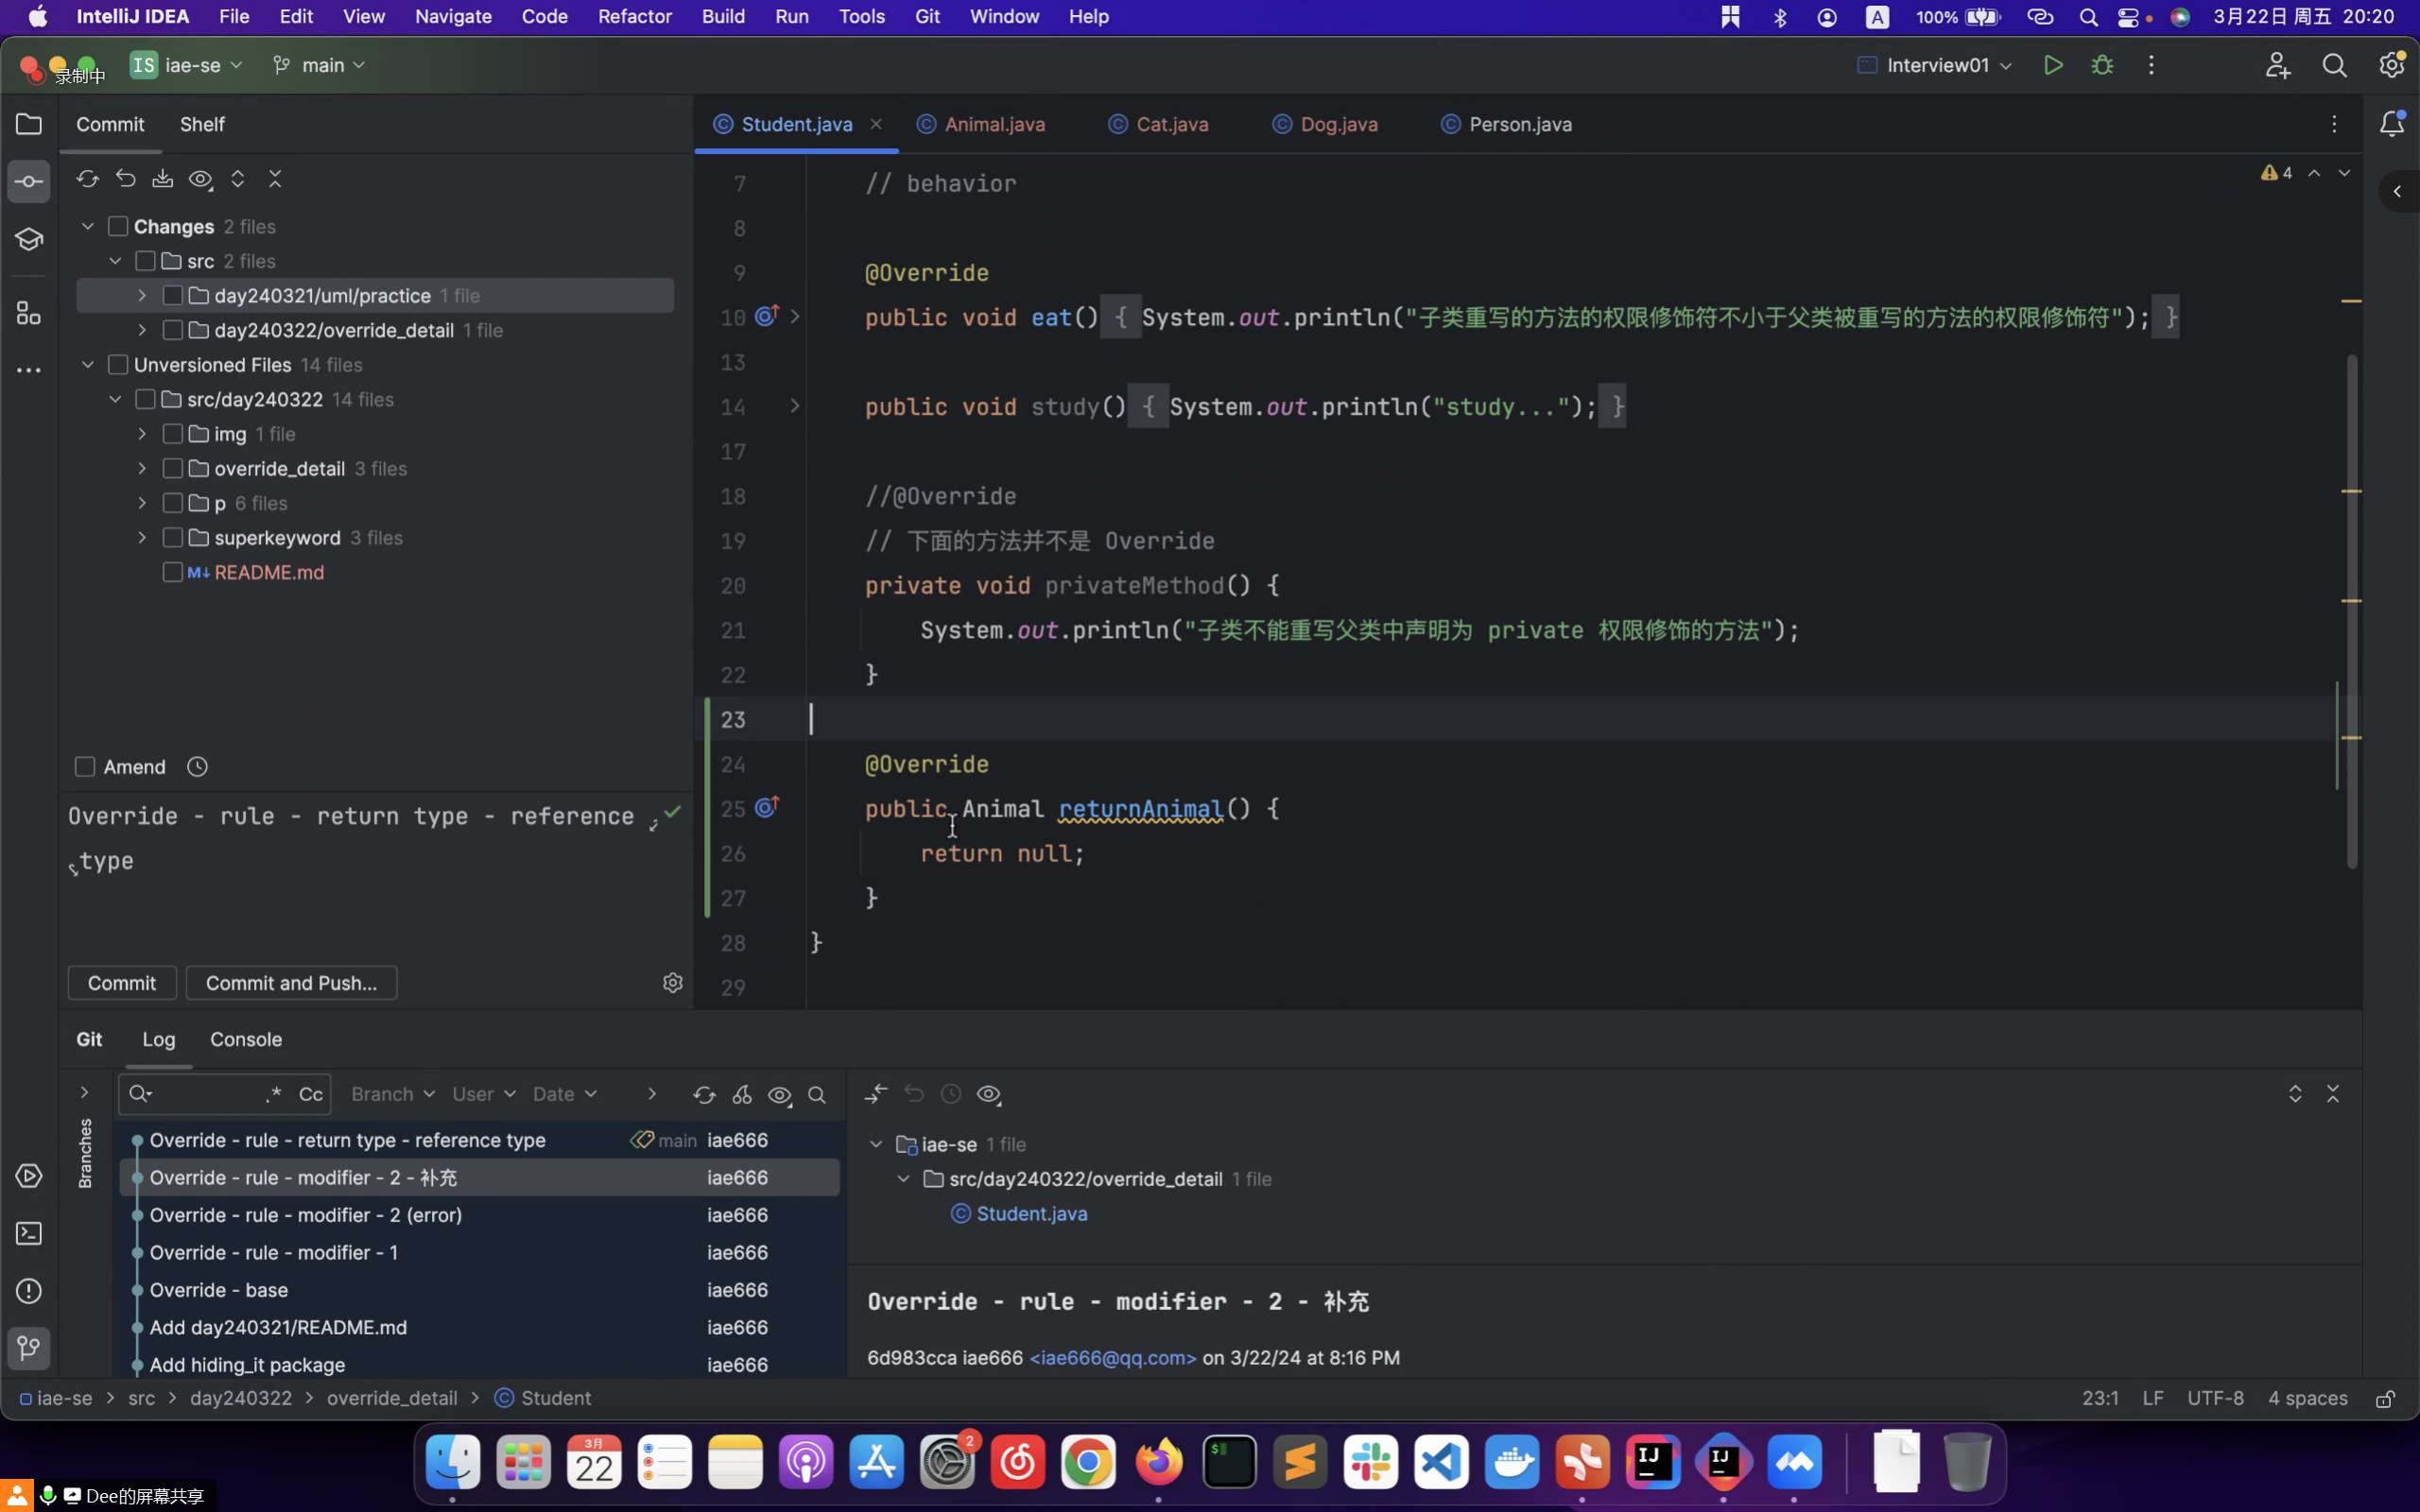 IntelliJ IDEA File Edit View Navigate Code Refactor Build Run Tools Git Window Help
A 100% 3月22日 周五 20:20
录制中 IS iae-se main Interview01
Commit Shelf
Student.java Animal.java Cat.java Dog.java Person.java
Changes 2 files
src 2 files
day240321/uml/practice 1 file
day240322/override_detail 1 file
Unversioned Files 14 files
src/day240322 14 files
img 1 file
override_detail 3 files
p 6 files
superkeyword 3 files
M↓ README.md
Amend
Override - rule - return type - reference
type
Commit Commit and Push...
4
7 // behavior
8
9 @Override
10 public void eat() { System.out.println("子类重写的方法的权限修饰符不小于父类被重写的方法的权限修饰符"); }
13
14 public void study() { System.out.println("study..."); }
17
18 //@Override
19 // 下面的方法并不是 Override
20 private void privateMethod() {
21 System.out.println("子类不能重写父类中声明为 private 权限修饰的方法");
22 }
23
24 @Override
25 public Animal returnAnimal() {
26 return null;
27 }
28 }
29
Git Log Console
.* Cc Branch User Date
Branches
Override - rule - return type - reference type main iae666
Override - rule - modifier - 2 - 补充 iae666
Override - rule - modifier - 2 (error) iae666
Override - rule - modifier - 1 iae666
Override - base iae666
Add day240321/README.md iae666
Add hiding_it package iae666
iae-se 1 file
src/day240322/override_detail 1 file
Student.java
Override - rule - modifier - 2 - 补充
6d983cca iae666 <iae666@qq.com> on 3/22/24 at 8:16 PM
iae-se > src > day240322 > override_detail > Student
23:1 LF UTF-8 4 spaces
3月
22
2
$
IJ
IJ
Dee的屏幕共享